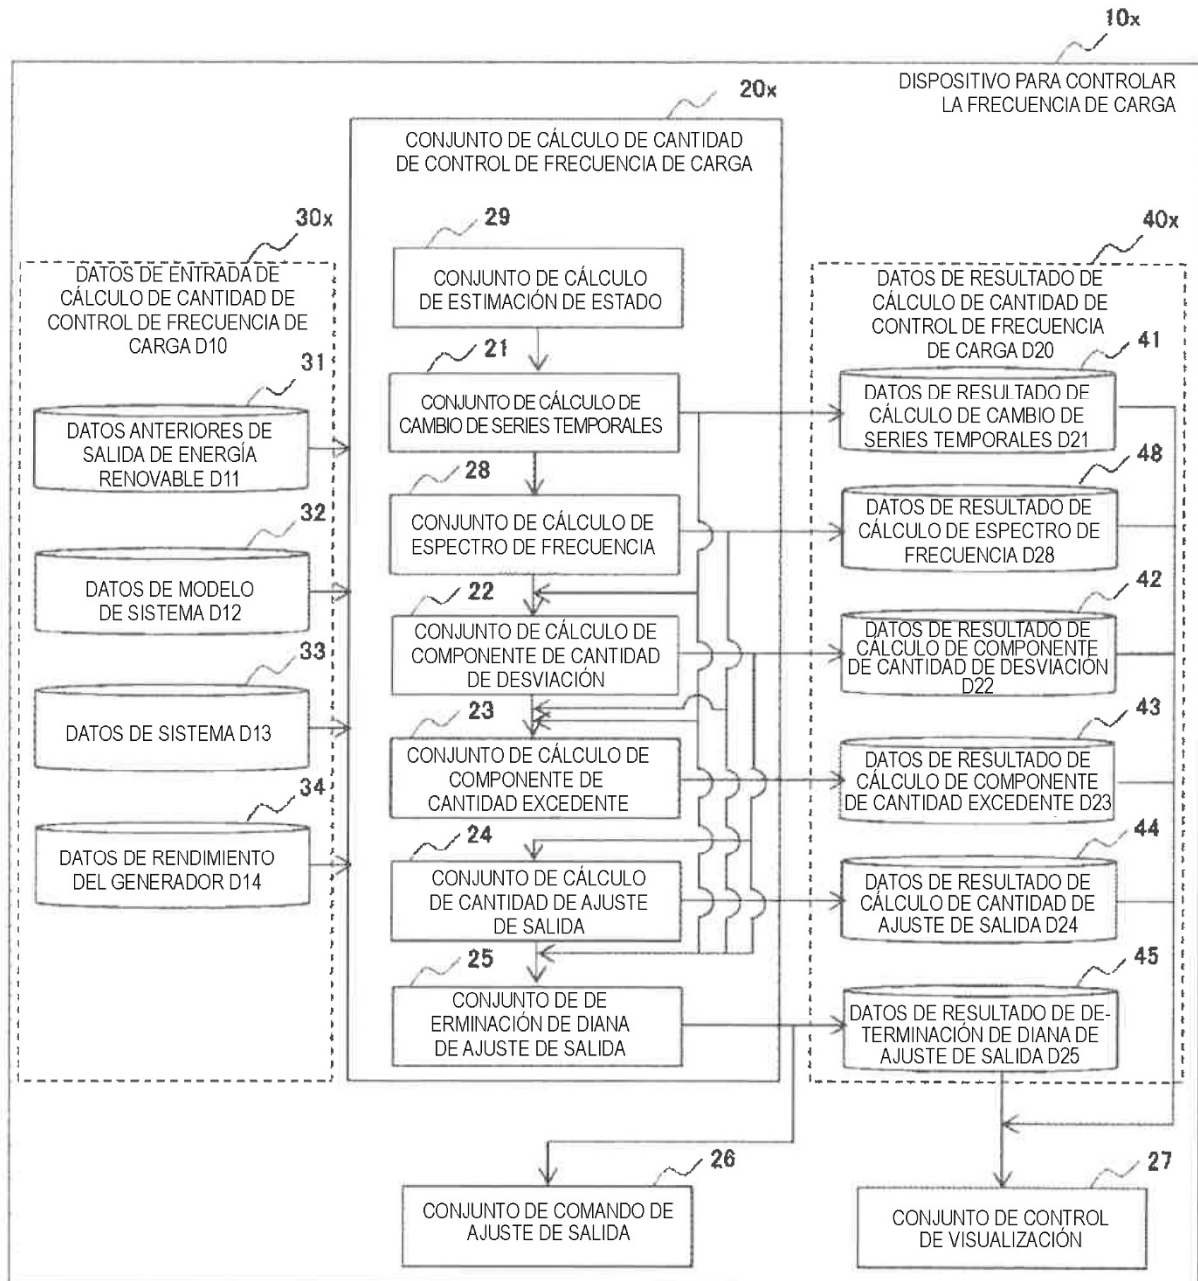 10x
DISPOSITIVO PARA CONTROLAR
LA FRECUENCIA DE CARGA
20x
CONJUNTO DE CÁLCULO DE CANTIDAD
DE CONTROL DE FRECUENCIA DE CARGA
30x
DATOS DE ENTRADA DE
CÁLCULO DE CANTIDAD DE
CONTROL DE FRECUENCIA DE
CARGA D10
31
DATOS ANTERIORES DE
SALIDA DE ENERGÍA
RENOVABLE D11
32
DATOS DE MODELO
DE SISTEMA D12
33
DATOS DE SISTEMA D13
34
DATOS DE RENDIMIENTO
DEL GENERADOR D14
29
CONJUNTO DE CÁLCULO
DE ESTIMACIÓN DE ESTADO
21
CONJUNTO DE CÁLCULO DE
CAMBIO DE SERIES TEMPORALES
28
CONJUNTO DE CÁLCULO DE
ESPECTRO DE FRECUENCIA
22
CONJUNTO DE CÁLCULO DE
COMPONENTE DE CANTIDAD
DE DESVIACIÓN
23
CONJUNTO DE CÁLCULO DE
COMPONENTE DE
CANTIDAD EXCEDENTE
24
CONJUNTO DE CÁLCULO
DE CANTIDAD DE AJUSTE
DE SALIDA
25
CONJUNTO DE DE
ERMINACIÓN DE DIANA
DE AJUSTE DE SALIDA
40x
DATOS DE RESULTADO DE
CÁLCULO DE CANTIDAD DE
CONTROL DE FRECUENCIA
DE CARGA D20
41
DATOS DE RESULTADO DE
CÁLCULO DE CAMBIO DE
SERIES TEMPORALES D21
48
DATOS DE RESULTADO DE
CÁLCULO DE ESPECTRO DE
FRECUENCIA D28
42
DATOS DE RESULTADO DE
CÁLCULO DE COMPONENTE
DE CANTIDAD DE DESVIACIÓN
D22
43
DATOS DE RESULTADO DE
CÁLCULO DE COMPONENTE
DE CANTIDAD EXCEDENTE D23
44
DATOS DE RESULTADO DE
CÁLCULO DE CANTIDAD DE
AJUSTE DE SALIDA D24
45
DATOS DE RESULTADO DE DE-
TERMINACIÓN DE DIANA DE
AJUSTE DE SALIDA D25
26
CONJUNTO DE COMANDO DE
AJUSTE DE SALIDA
27
CONJUNTO DE CONTROL
DE VISUALIZACIÓN